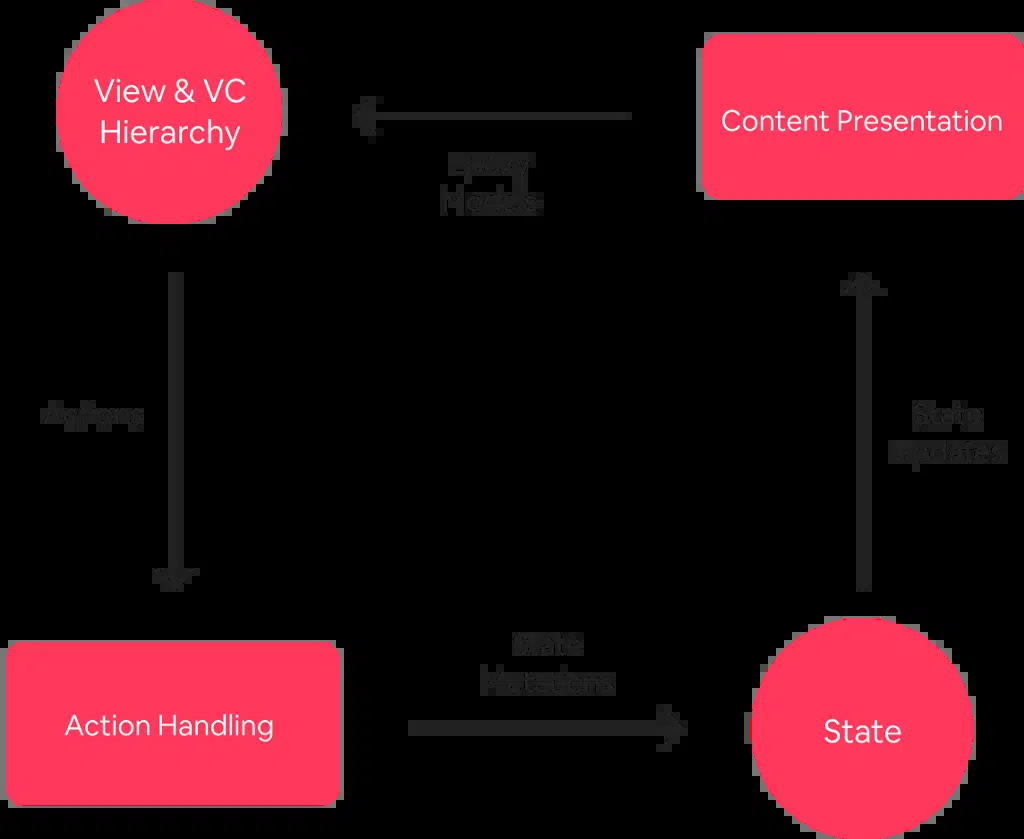 View & VC
Hierarchy
Content Presentation
Epoxy
Models
Actions
State
Updates
State
Mutations
Action Handling
State